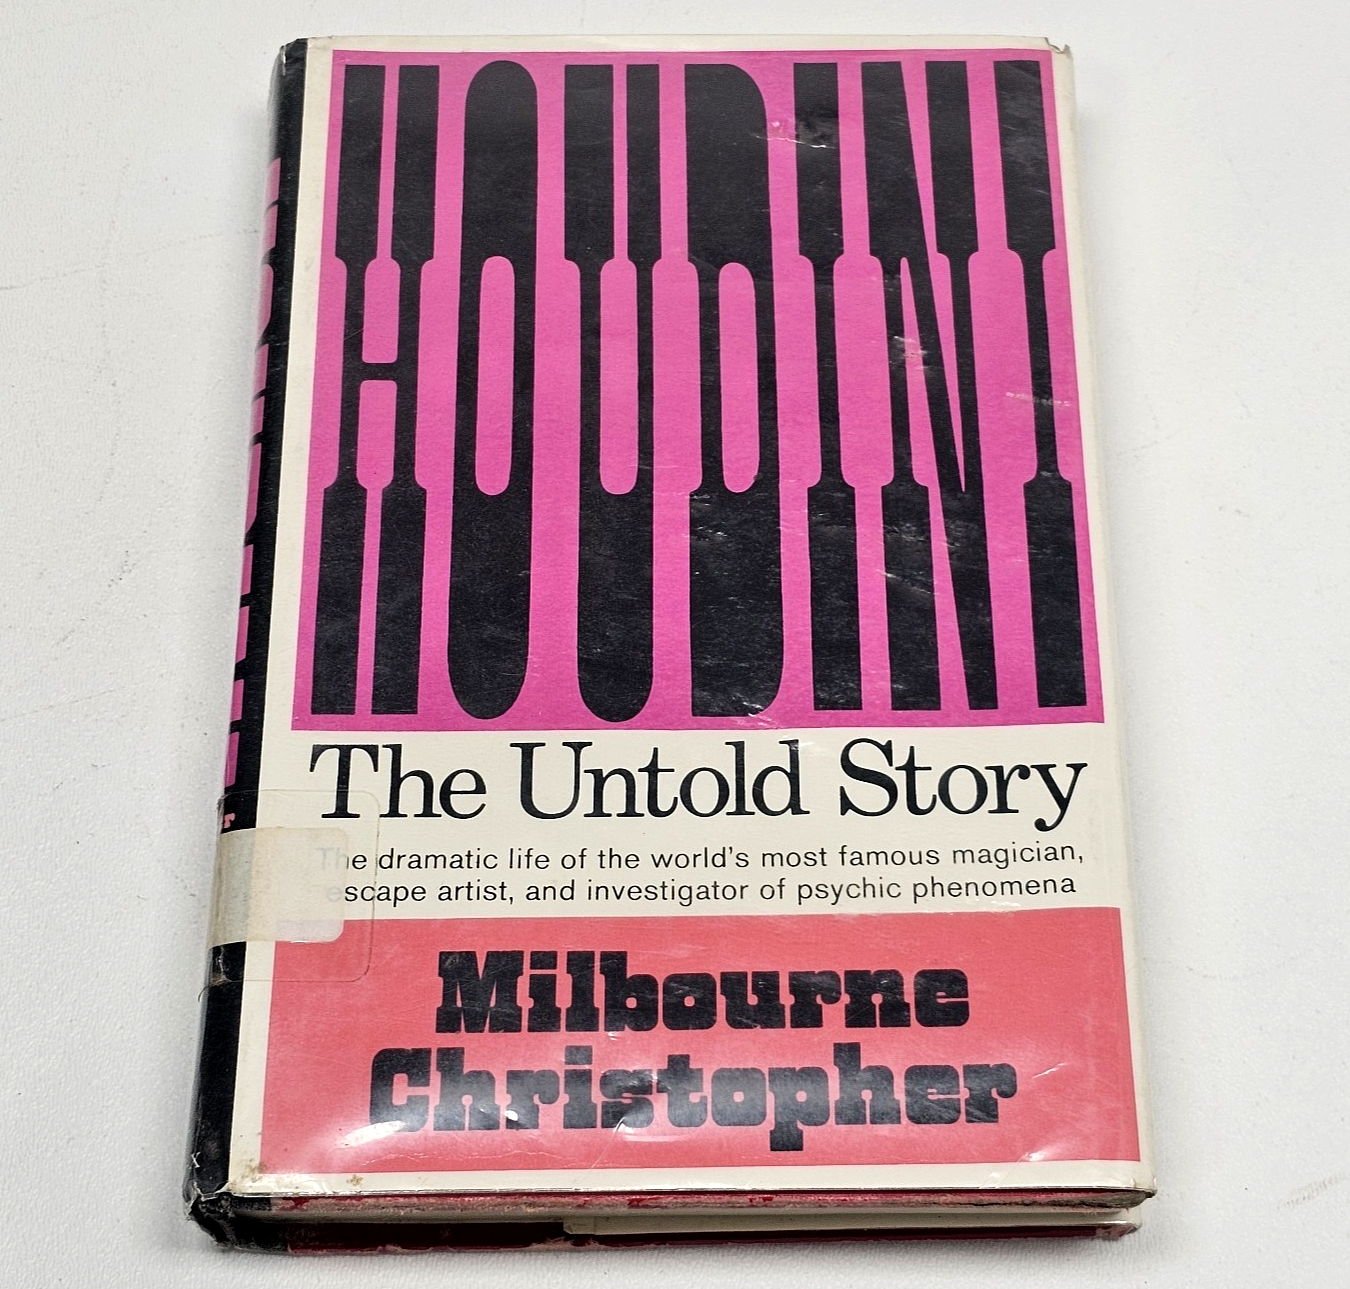 HOUDINI
The Untold Story
The dramatic life of the world's most famous magician,
escape artist, and investigator of psychic phenomena
Milbourne
Christopher